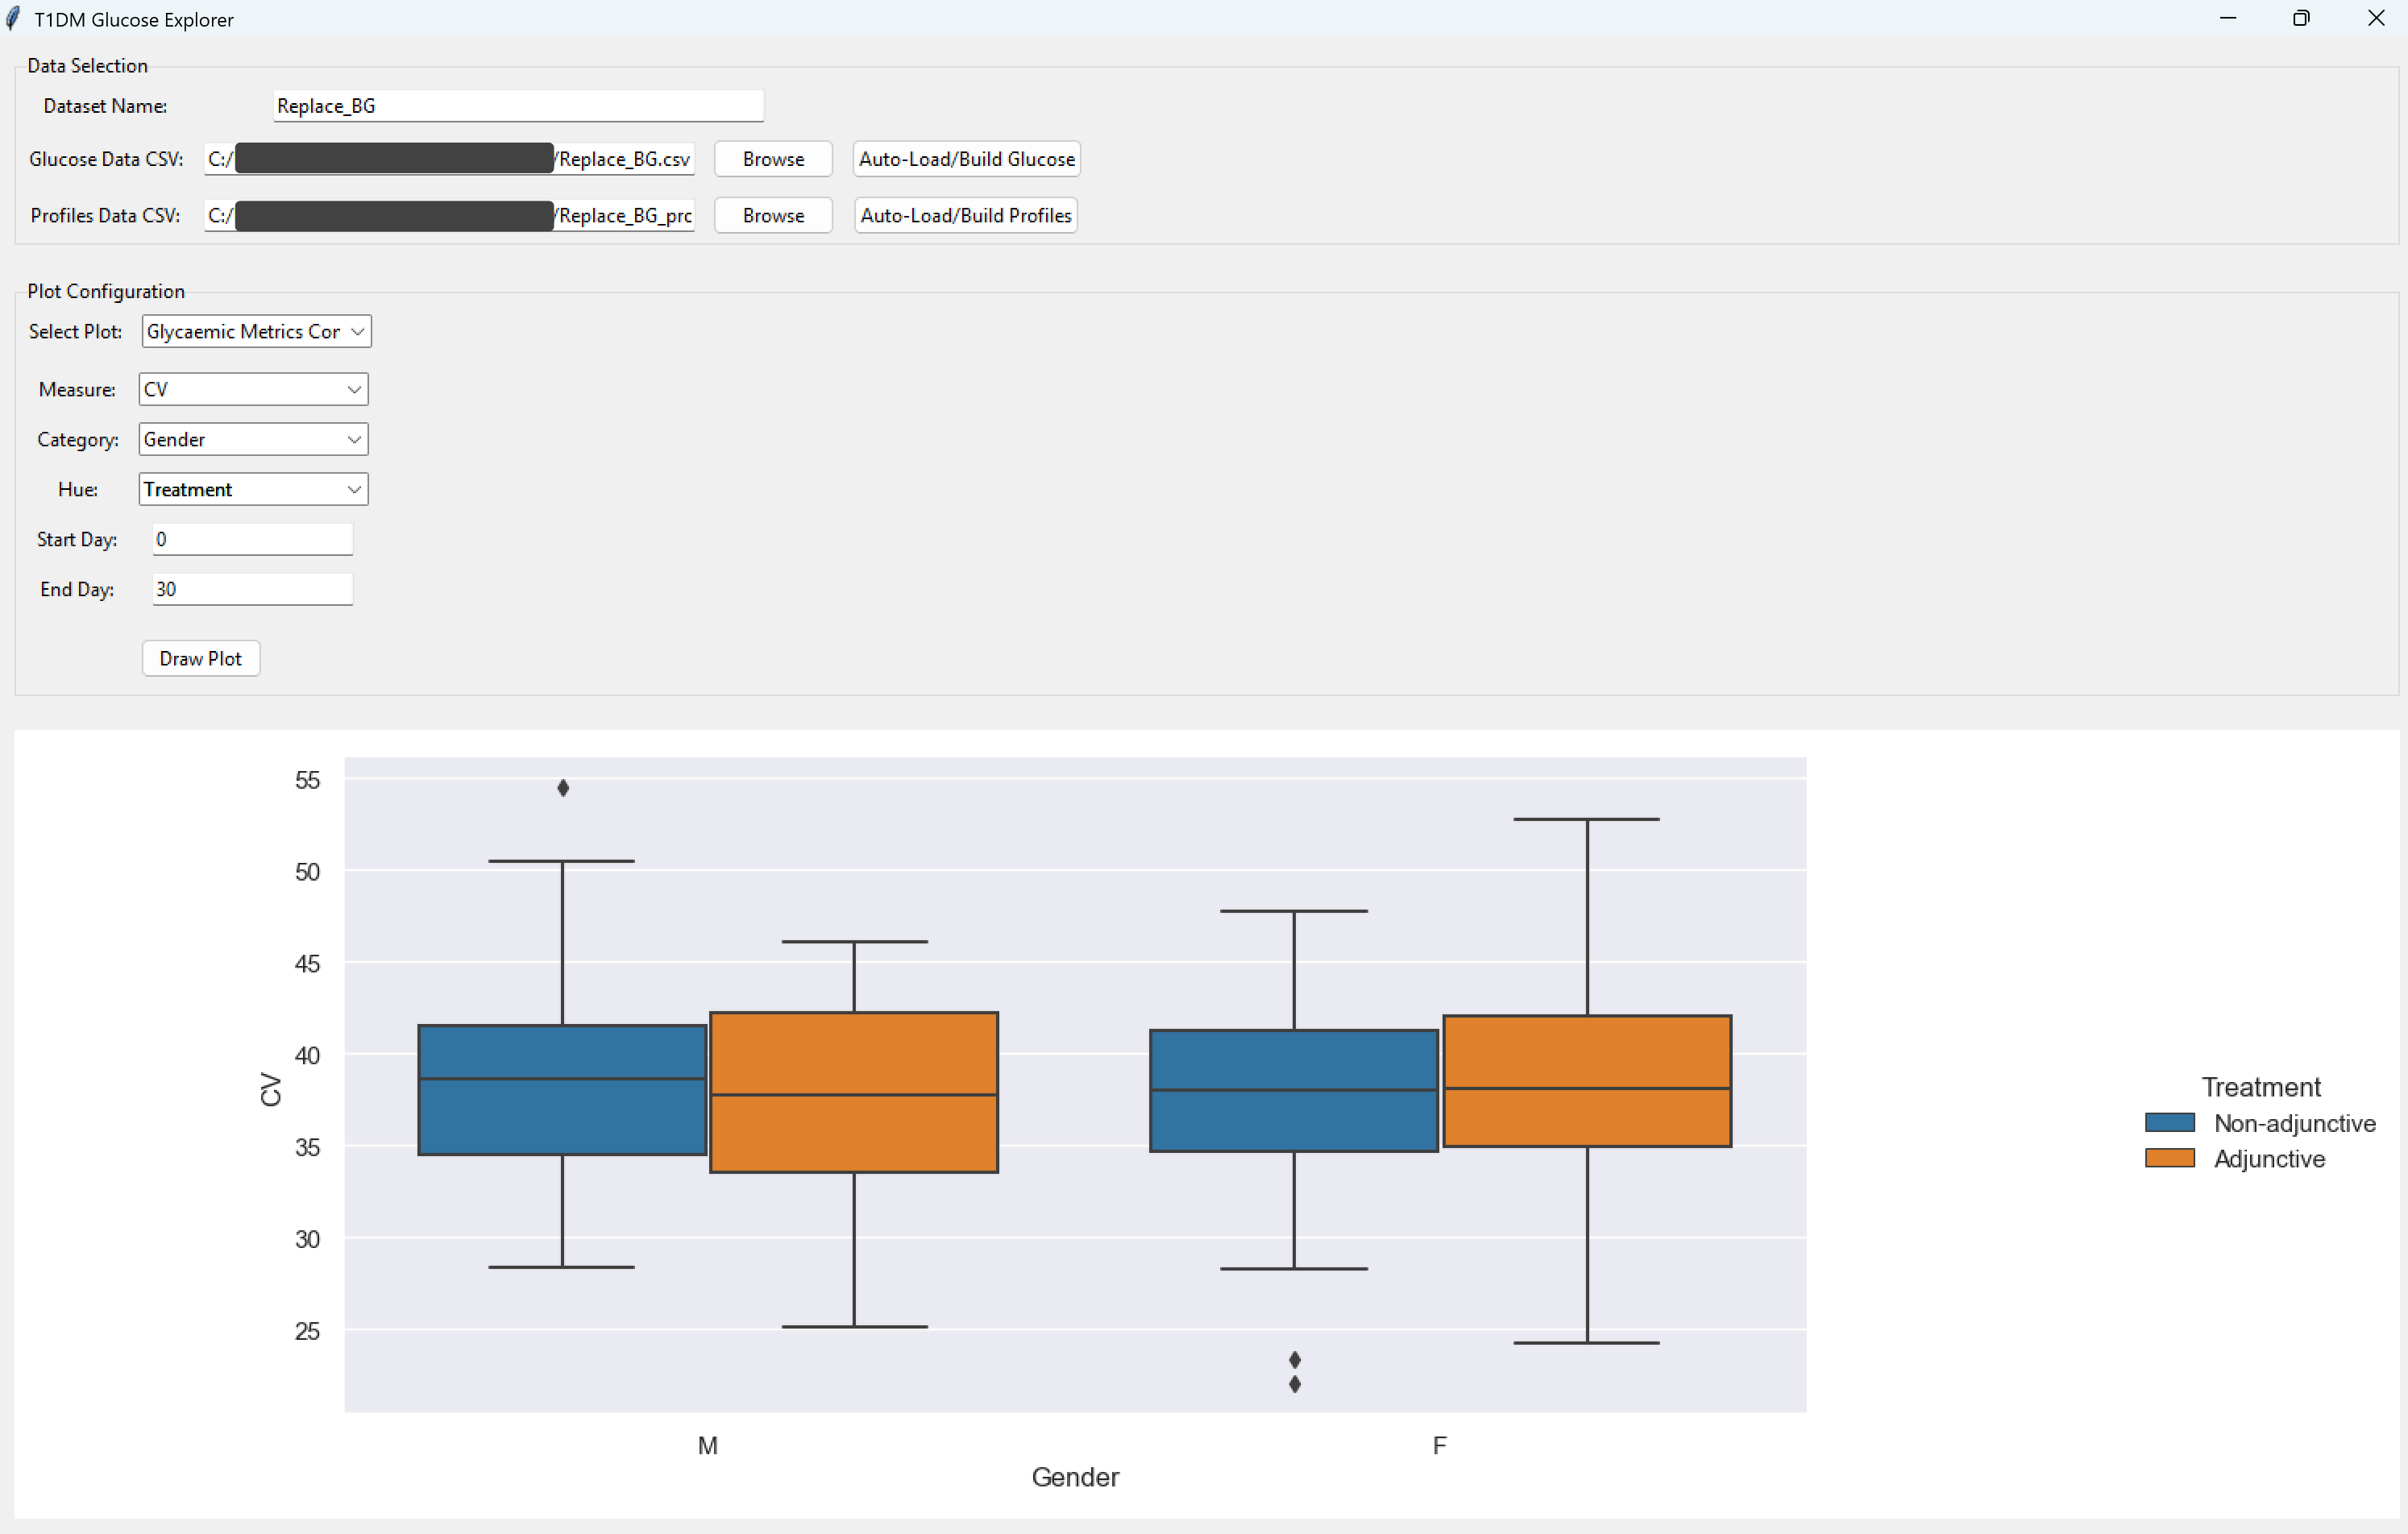 T1DM Glucose Explorer
Data Selection
Dataset Name: Replace_BG
Glucose Data CSV: C:/ /Replace_BG.csv Browse Auto-Load/Build Glucose
Profiles Data CSV: C:/ /Replace_BG_prc Browse Auto-Load/Build Profiles
Plot Configuration
Select Plot: Glycaemic Metrics Cor
Measure: CV
Category: Gender
Hue: Treatment
Start Day: 0
End Day: 30
Draw Plot
55
50
45
40
35
30
25
CV
M F
Gender
Treatment
Non-adjunctive
Adjunctive